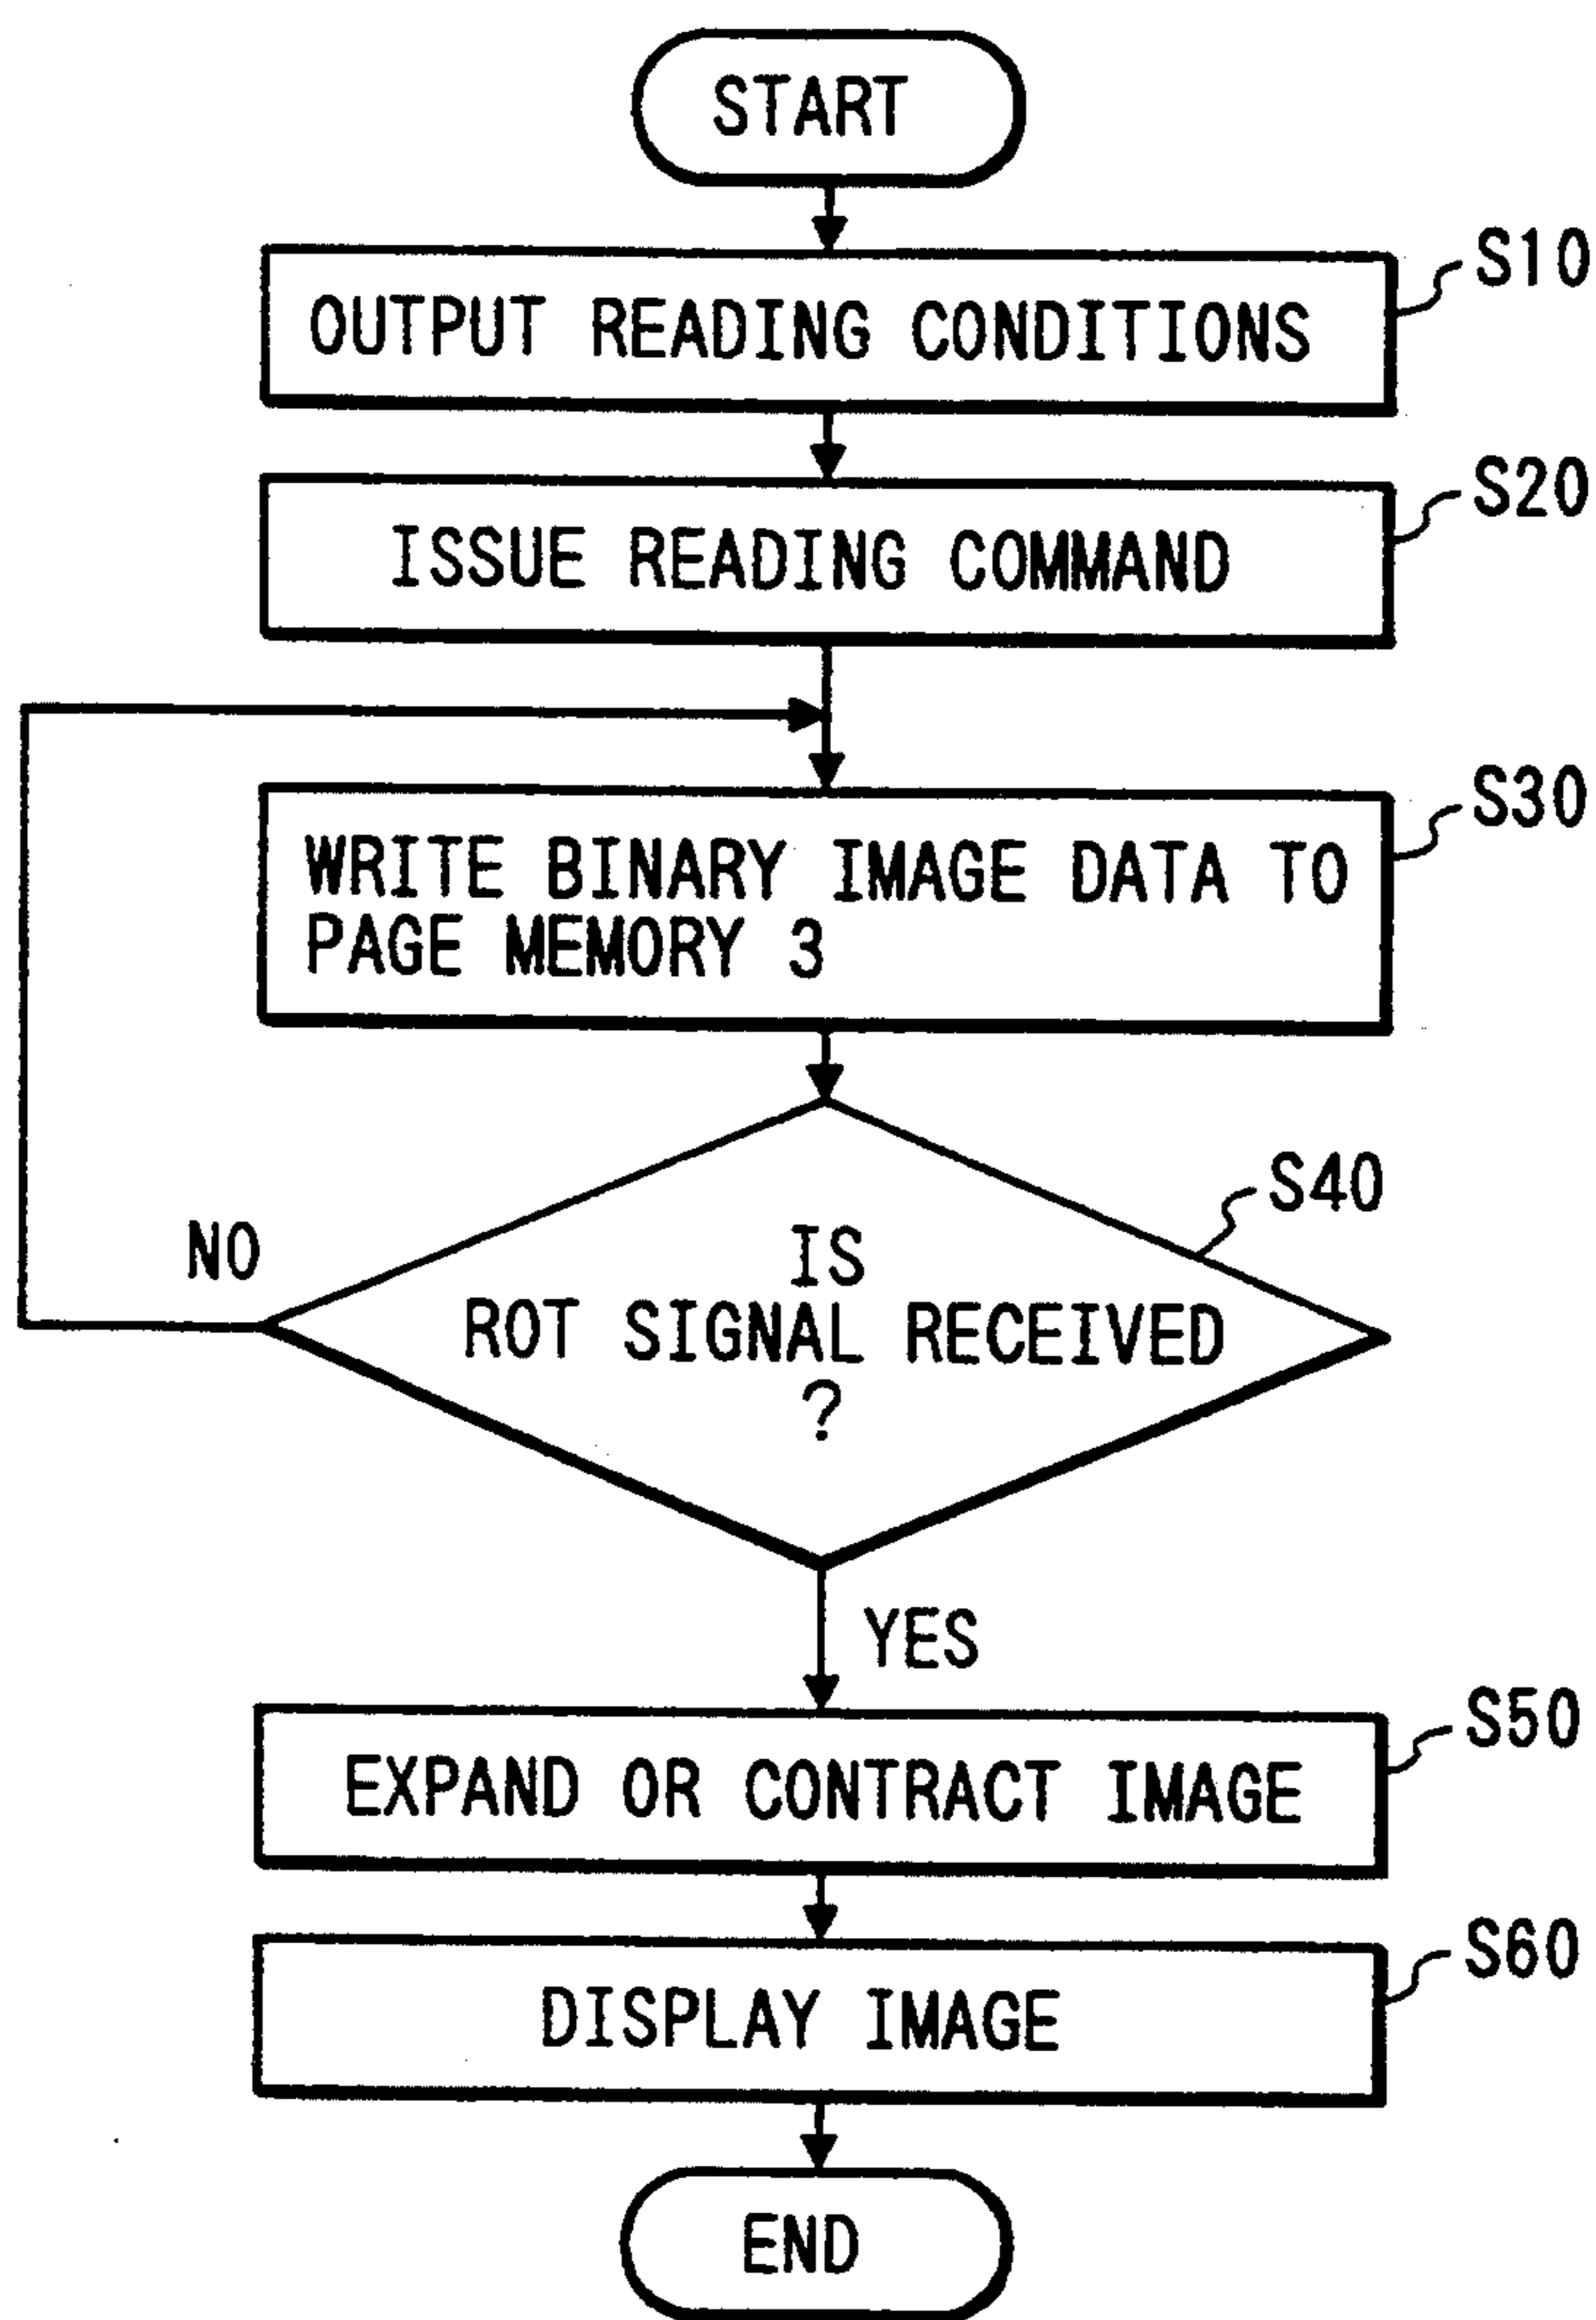 START
S10
OUTPUT READING CONDITIONS
S20
ISSUE READING COMMAND
S30
WRITE BINARY IMAGE DATA TO
PAGE MEMORY 3
S40
NO
IS
ROT SIGNAL RECEIVED
?
YES
S50
EXPAND OR CONTRACT IMAGE
S60
DISPLAY IMAGE
END